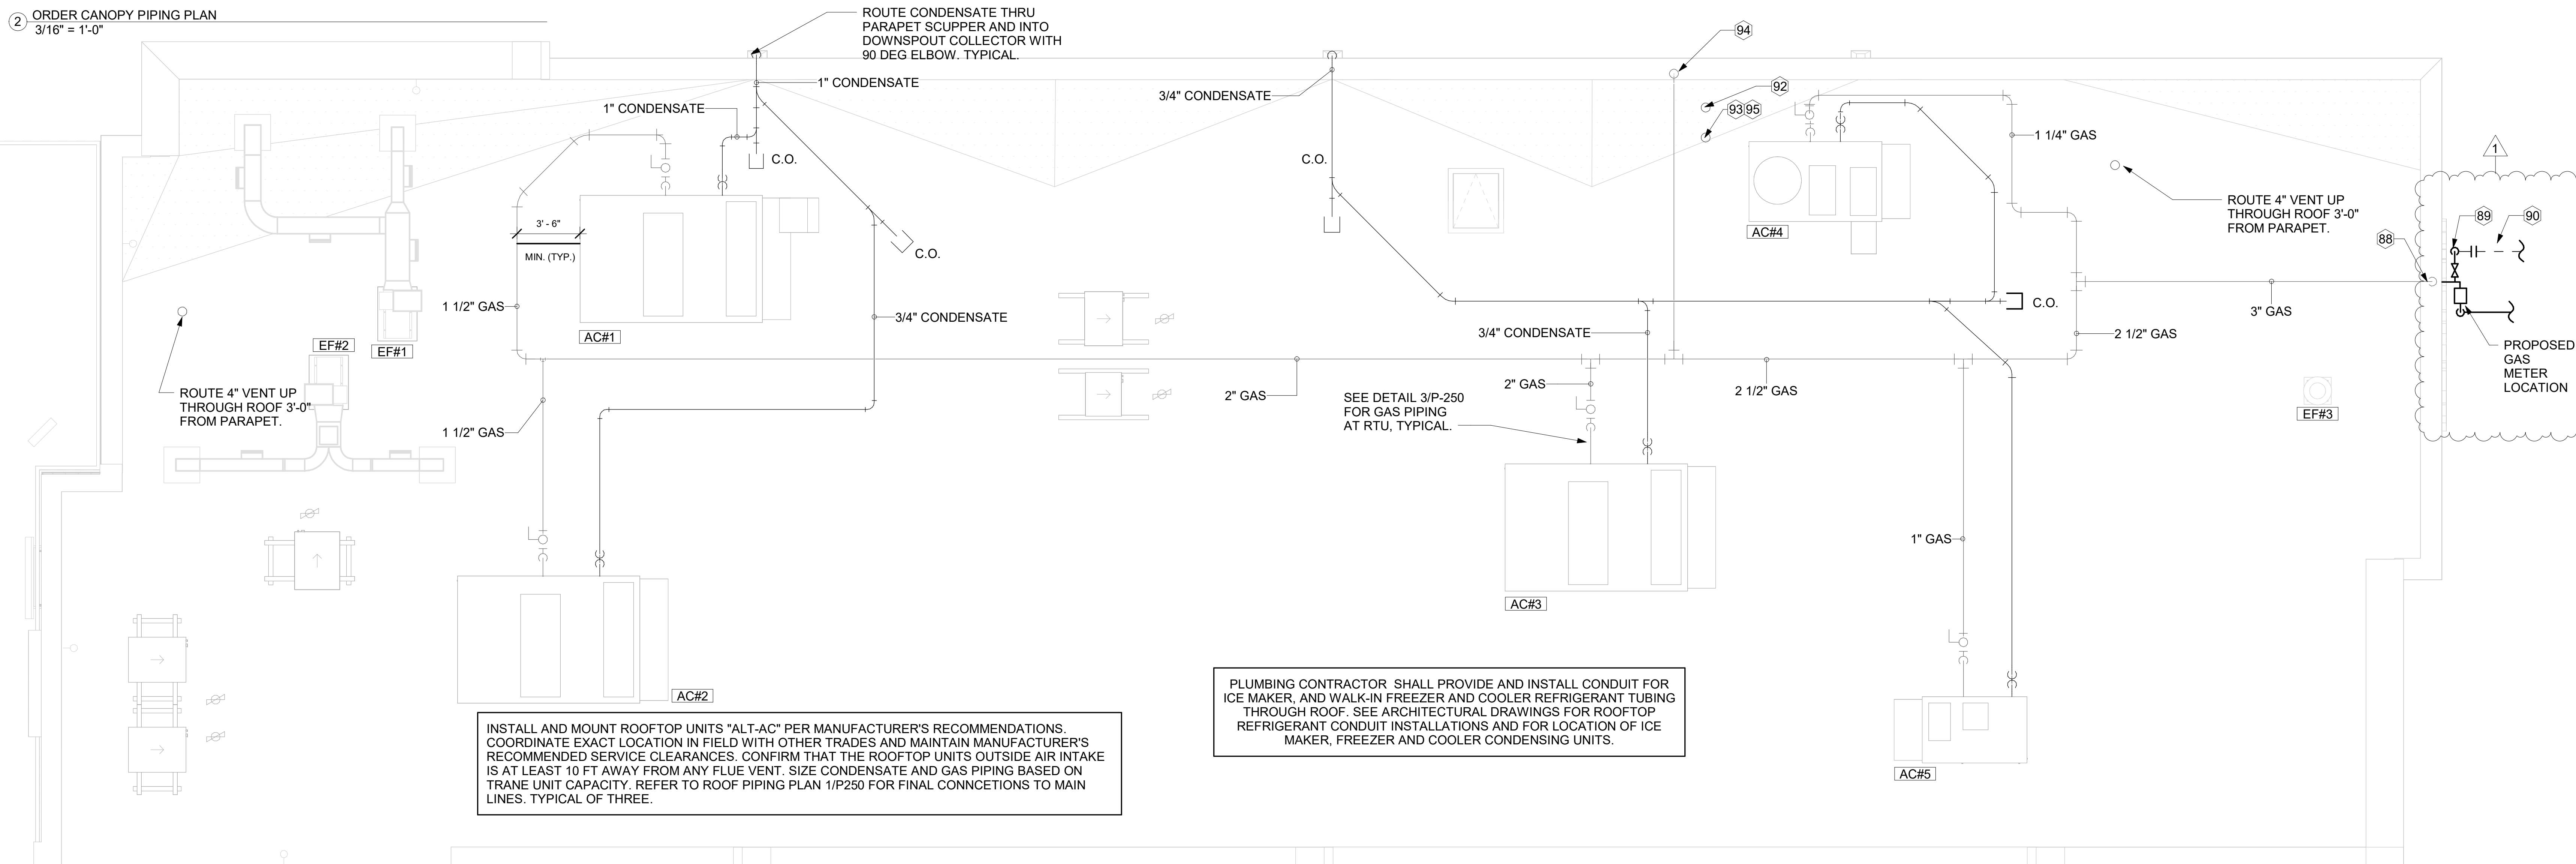 2
ORDER CANOPY PIPING PLAN
3/16" = 1'-0"
ROUTE CONDENSATE THRU
PARAPET SCUPPER AND INTO
DOWNSPOUT COLLECTOR WITH
90 DEG ELBOW. TYPICAL.
94
1" CONDENSATE
1" CONDENSATE
3/4" CONDENSATE
92
93
95
1 1/4" GAS
C.O.
C.O.
1
ROUTE 4" VENT UP
THROUGH ROOF 3'-0"
FROM PARAPET.
3' - 6"
MIN. (TYP.)
AC#4
89
90
88
C.O.
1 1/2" GAS
3/4" CONDENSATE
C.O.
3" GAS
AC#1
EF#2
EF#1
3/4" CONDENSATE
2 1/2" GAS
PROPOSED
GAS
METER
LOCATION
ROUTE 4" VENT UP
THROUGH ROOF 3'-0"
FROM PARAPET.
2" GAS
2" GAS
2 1/2" GAS
SEE DETAIL 3/P-250
FOR GAS PIPING
AT RTU, TYPICAL.
EF#3
1 1/2" GAS
1" GAS
AC#3
AC#2
PLUMBING CONTRACTOR SHALL PROVIDE AND INSTALL CONDUIT FOR
ICE MAKER, AND WALK-IN FREEZER AND COOLER REFRIGERANT TUBING
THROUGH ROOF. SEE ARCHITECTURAL DRAWINGS FOR ROOFTOP
REFRIGERANT CONDUIT INSTALLATIONS AND FOR LOCATION OF ICE
MAKER, FREEZER AND COOLER CONDENSING UNITS.
INSTALL AND MOUNT ROOFTOP UNITS "ALT-AC" PER MANUFACTURER'S RECOMMENDATIONS.
COORDINATE EXACT LOCATION IN FIELD WITH OTHER TRADES AND MAINTAIN MANUFACTURER'S
RECOMMENDED SERVICE CLEARANCES. CONFIRM THAT THE ROOFTOP UNITS OUTSIDE AIR INTAKE
IS AT LEAST 10 FT AWAY FROM ANY FLUE VENT. SIZE CONDENSATE AND GAS PIPING BASED ON
TRANE UNIT CAPACITY. REFER TO ROOF PIPING PLAN 1/P250 FOR FINAL CONNCETIONS TO MAIN
LINES. TYPICAL OF THREE.
AC#5